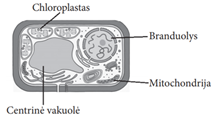 Chloroplastas
Branduolys
Mitochondrija
Centrinė vakuolė